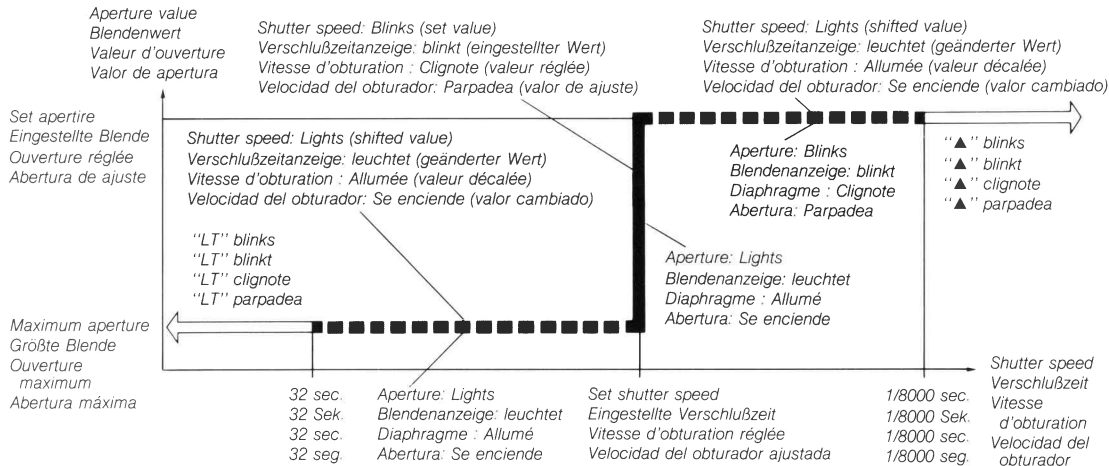 Aperture value
Blendenwert
Valeur d'ouverture
Valor de apertura
Shutter speed: Blinks (set value)
Verschlußzeitanzeige: blinkt (eingestellter Wert)
Vitesse d'obturation : Clignote (valeur réglée)
Velocidad del obturador: Parpadea (valor de ajuste)
Shutter speed: Lights (shifted value)
Verschlußzeitanzeige: leuchtet (geänderter Wert)
Vitesse d'obturation : Allumée (valeur décalée)
Velocidad del obturador: Se enciende (valor cambiado)
Set apertire
Eingestellte Blende
Ouverture réglée
Abertura de ajuste
Shutter speed: Lights (shifted value)
Verschlußzeitanzeige: leuchtet (geänderter Wert)
Vitesse d'obturation : Allumée (valeur décalée)
Velocidad del obturador: Se enciende (valor cambiado)
Aperture: Blinks
Blendenanzeige: blinkt
Diaphragme : Clignote
Abertura: Parpadea
"▲" blinks
"▲" blinkt
"▲" clignote
"▲" parpadea
"LT" blinks
"LT" blinkt
"LT" clignote
"LT" parpadea
Aperture: Lights
Blendenanzeige: leuchtet
Diaphragme : Allumé
Abertura: Se enciende
Maximum aperture
Größte Blende
Ouverture
maximum
Abertura máxima
32 sec.
32 Sek.
32 sec.
32 seg.
Aperture: Lights
Blendenanzeige: leuchtet
Diaphragme : Allumé
Abertura: Se enciende
Set shutter speed
Eingestellte Verschlußzeit
Vitesse d'obturation réglée
Velocidad del obturador ajustada
1/8000 sec.
1/8000 Sek.
1/8000 sec.
1/8000 seg.
Shutter speed
Verschlußzeit
Vitesse
d'obturation
Velocidad del
obturador